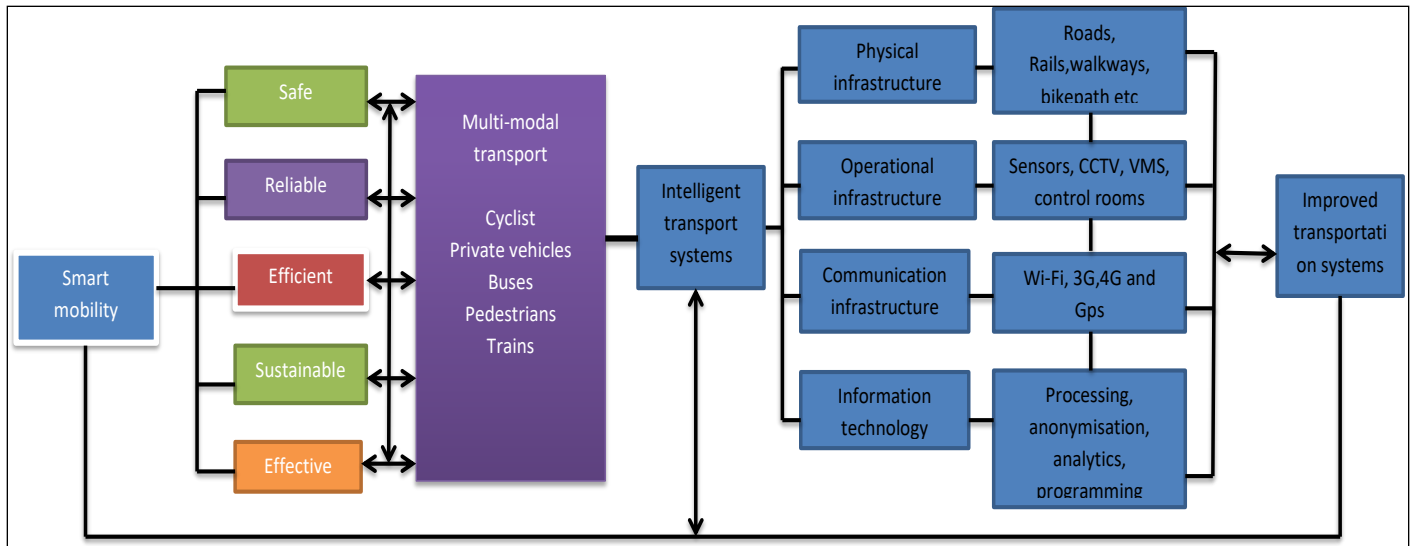 Smart
mobility
Safe
Reliable
Efficient
Sustainable
Effective
Multi-modal
transport
Cyclist
Private vehicles
Buses
Pedestrians
Trains
Intelligent
transport
systems
Physical
infrastructure
Operational
infrastructure
Communication
infrastructure
Information
technology
Roads,
Rails,walkways,
bikepath etc
Sensors, CCTV, VMS,
control rooms
Wi-Fi, 3G,4G and
Gps
Processing,
anonymisation,
analytics,
programming
Improved
transportati
on systems